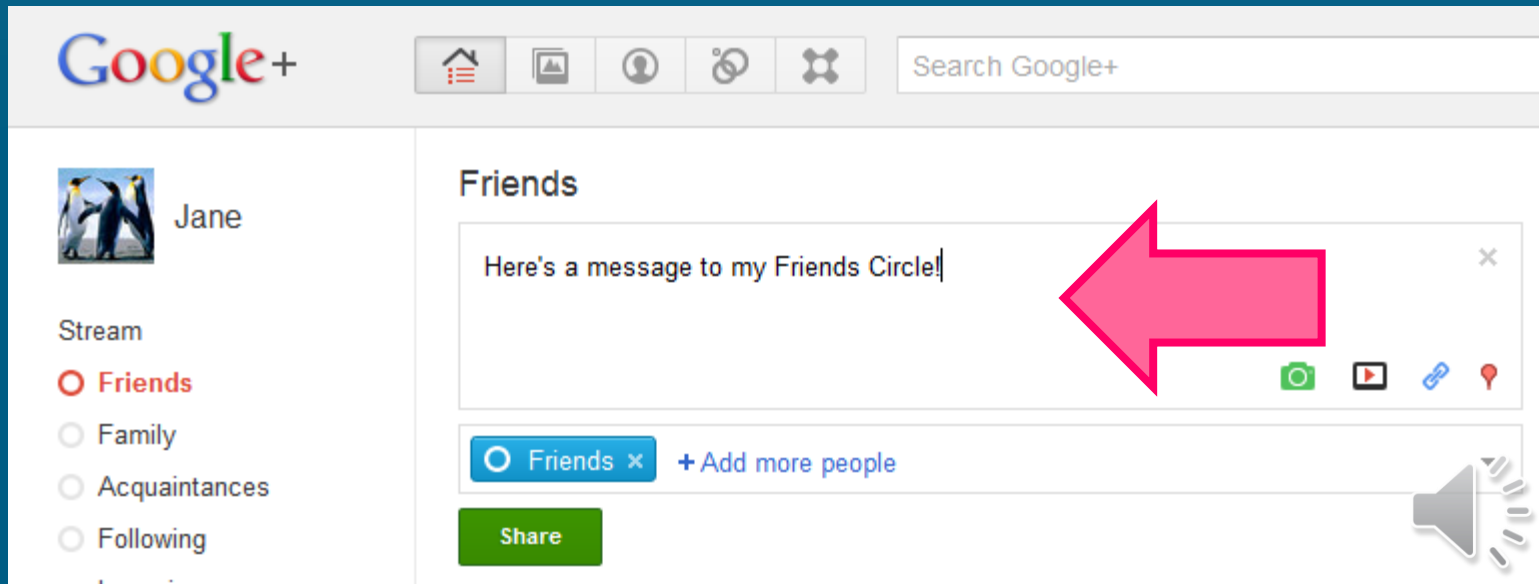 Google+
Search Google+
Jane
Stream
Friends
Family
Acquaintances
Following
Friends
Here's a message to my Friends Circle!
Friends ×
+ Add more people
Share